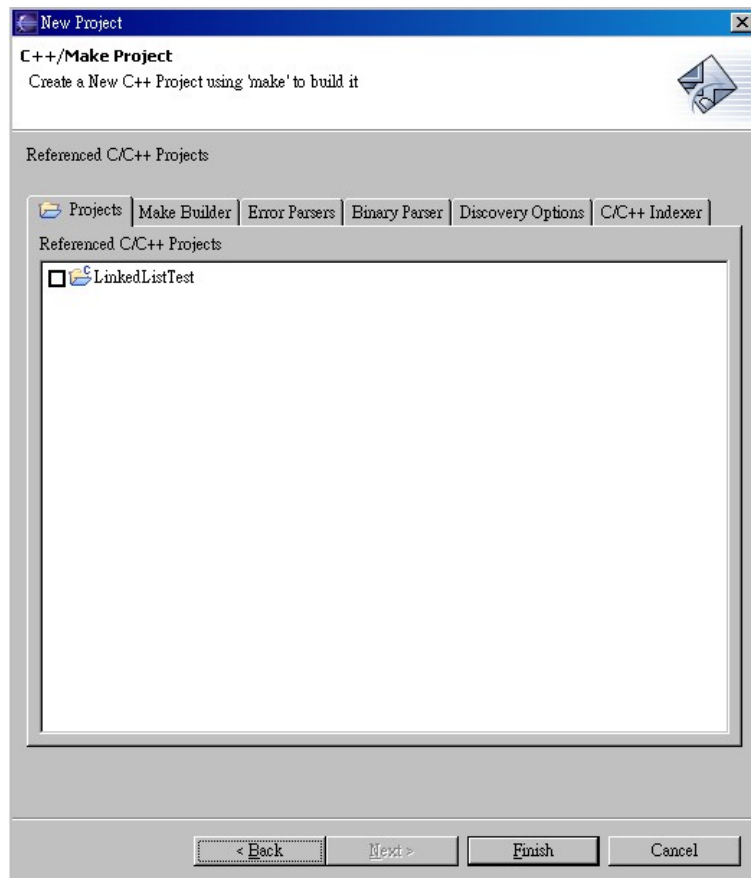 New Project
C++/Make Project
Create a New C++ Project using 'make' to build it
Referenced C/C++ Projects
Projects Make Builder Error Parsers Binary Parser Discovery Options C/C++ Indexer
Referenced C/C++ Projects
LinkedListTest
< Back Next > Finish Cancel